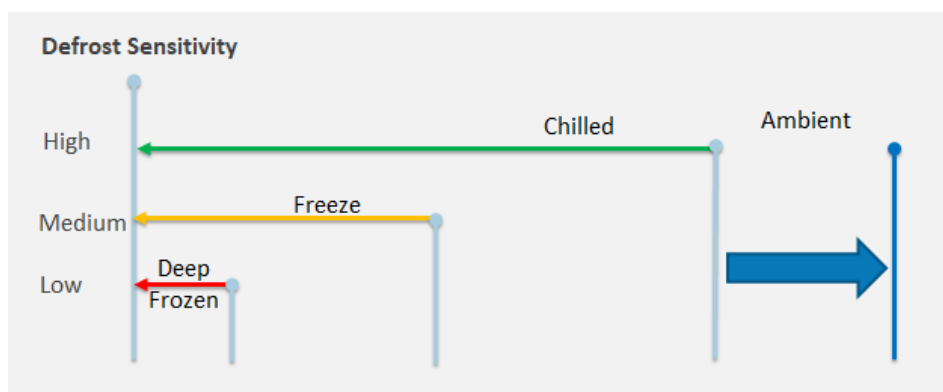 Defrost Sensitivity
High
Chilled
Ambient
Medium
Freeze
Low
Deep
Frozen